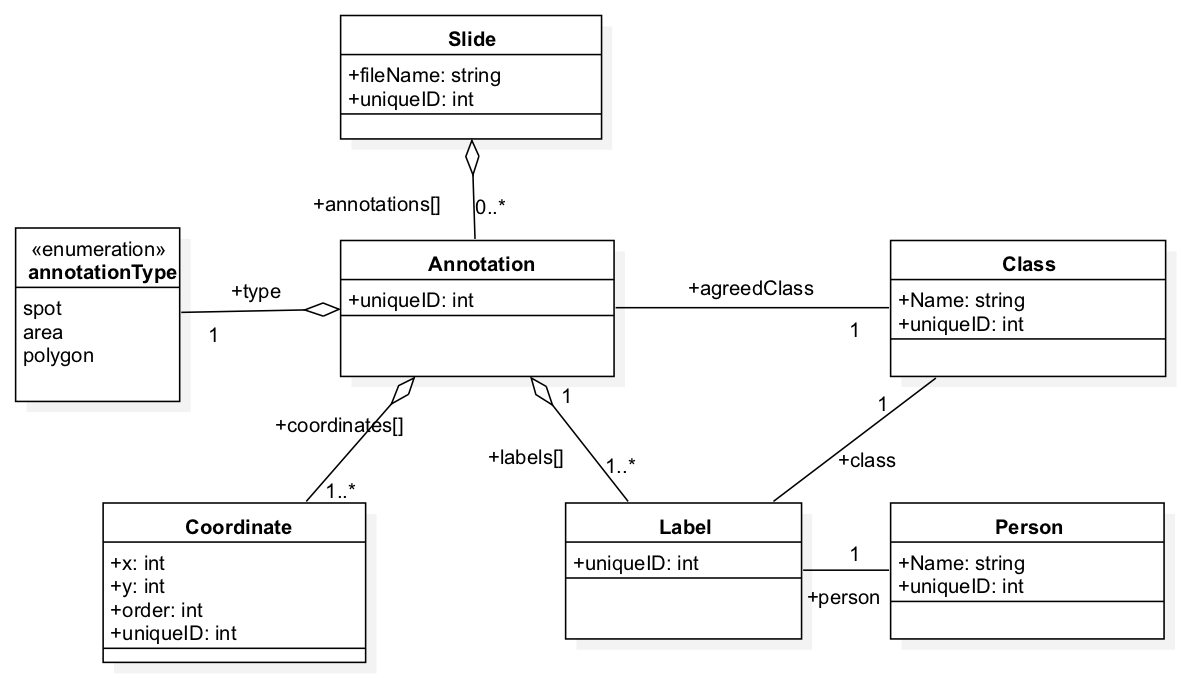 Slide
+fileName: string
+uniqueID: int
+annotations[]
0..*
«enumeration»
annotationType
spot
area
polygon
+type
1
Annotation
+uniqueID: int
+agreedClass
1
Class
+Name: string
+uniqueID: int
+coordinates[]
1..*
1
+labels[]
1..*
1
+class
Coordinate
+x: int
+y: int
+order: int
+uniqueID: int
Label
+uniqueID: int
1
+person
Person
+Name: string
+uniqueID: int